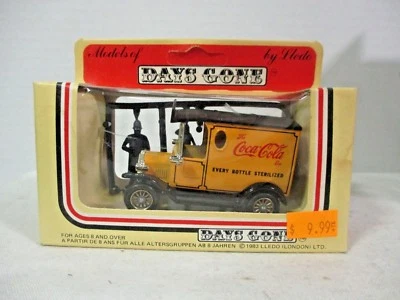 Models of by Lledo
DAYS GONE
The
Coca-Cola
Co
EVERY BOTTLE STERILIZED
$ 9.99
DAYS GONE
FOR AGES 8 AND OVER
A PARTIR DE 8 ANS FÜR ALLE ALTERSGRUPPEN AB 8 JAHREN © 1983 LLEDO (LONDON) LTD.